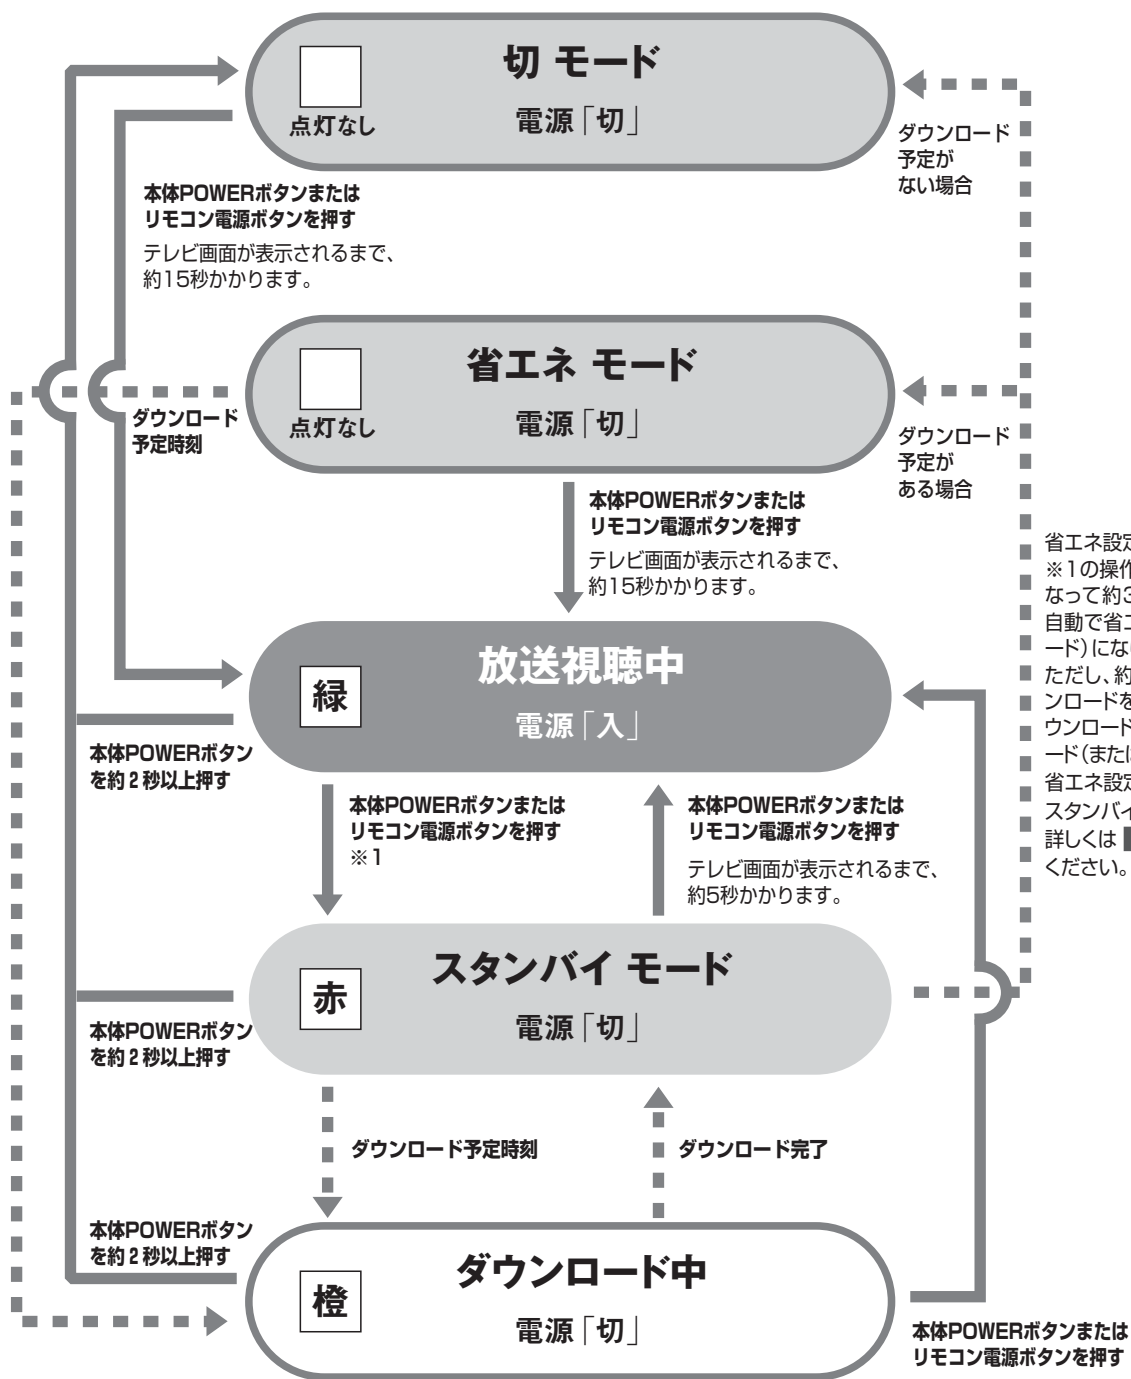 切 モード
電源「切」
点灯なし
ダウンロード
予定が
ない場合
本体POWERボタンまたは
リモコン電源ボタンを押す
テレビ画面が表示されるまで、
約15秒かかります。
省エネ モード
電源「切」
点灯なし
ダウンロード
予定時刻
ダウンロード
予定が
ある場合
本体POWERボタンまたは
リモコン電源ボタンを押す
テレビ画面が表示されるまで、
約15秒かかります。
省エネ設定
※1の操作
なって約3
自動で省エ
ード)にな
ただし、約
ンロードを
ウンロード
ード(または
省エネ設定
スタンバイ
詳しくは
ください。
放送視聴中
緑
電源「入」
本体POWERボタン
を約2秒以上押す
本体POWERボタンまたは
リモコン電源ボタンを押す
※1
本体POWERボタンまたは
リモコン電源ボタンを押す
テレビ画面が表示されるまで、
約5秒かかります。
スタンバイ モード
赤
電源「切」
本体POWERボタン
を約2秒以上押す
ダウンロード予定時刻
ダウンロード完了
本体POWERボタン
を約2秒以上押す
ダウンロード中
橙
電源「切」
本体POWERボタンまたは
リモコン電源ボタンを押す